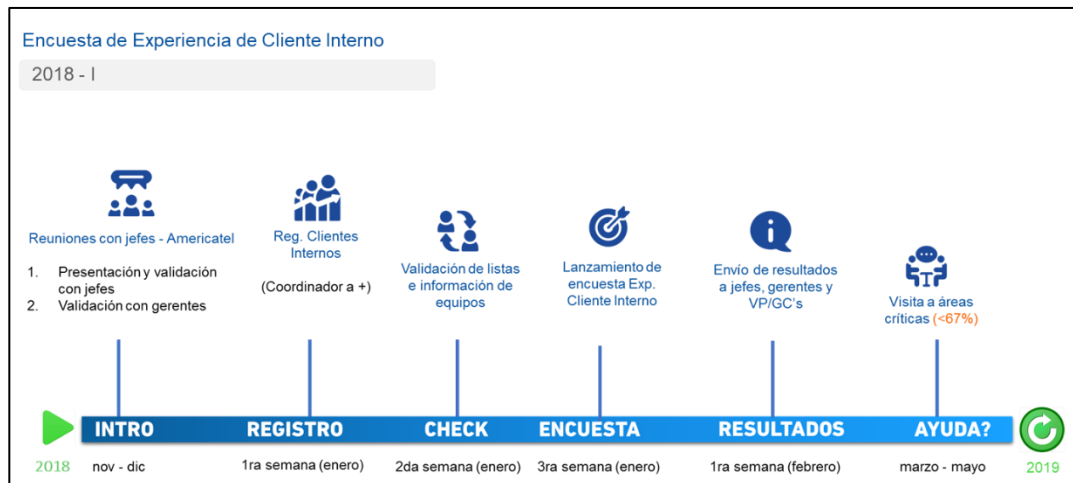 Encuesta de Experiencia de Cliente Interno
2018 - I
Reuniones con jefes - Americatel
1. Presentación y validación
con jefes
2. Validación con gerentes
Reg. Clientes
Internos
(Coordinador a +)
Validación de listas
e información de
equipos
Lanzamiento de
encuesta Exp.
Cliente Interno
Envío de resultados
a jefes, gerentes y
VP/GC's
Visita a áreas
críticas (<67%)
INTRO
REGISTRO
CHECK
ENCUESTA
RESULTADOS
AYUDA?
2018
nov - dic
1ra semana (enero)
2da semana (enero)
3ra semana (enero)
1ra semana (febrero)
marzo - mayo
2019